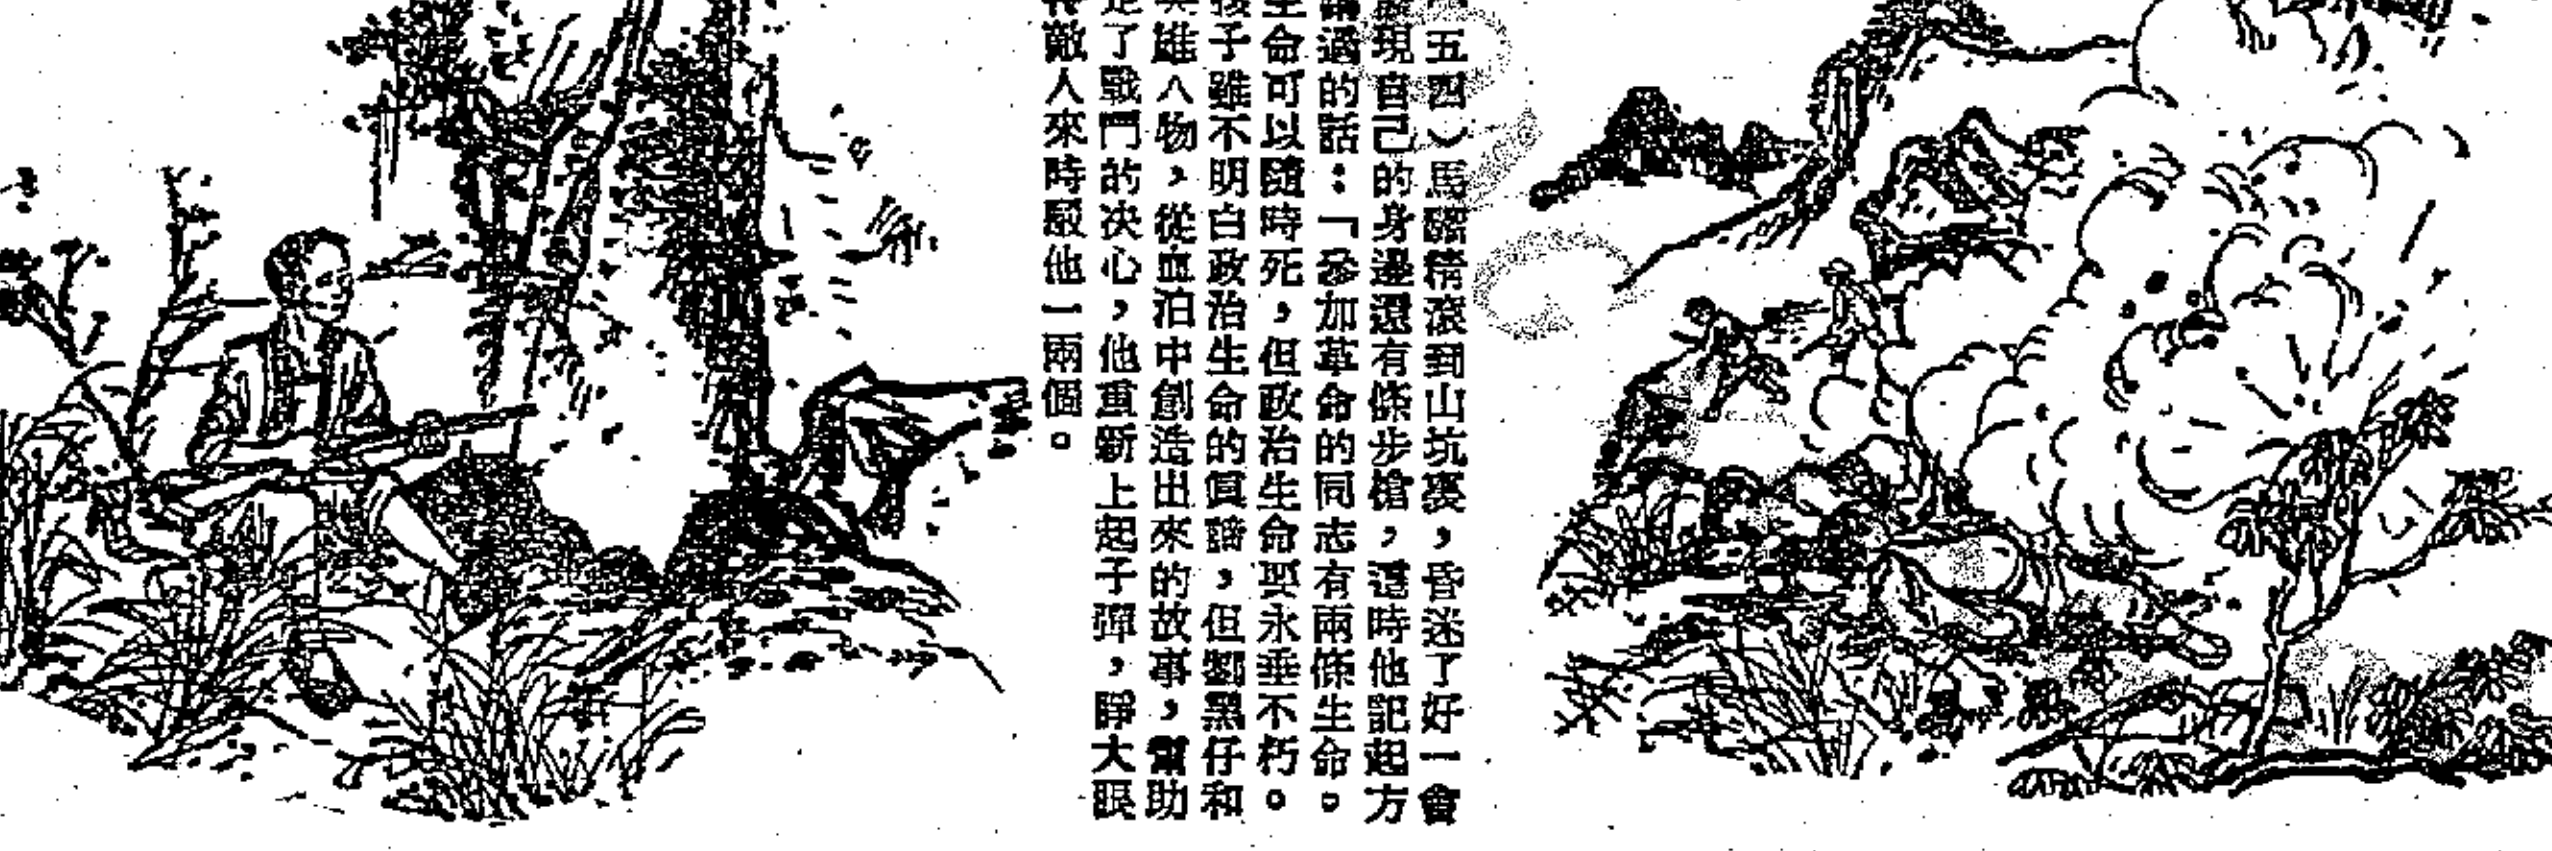 五四）馬騮精滾到山坑裏，昏迷了好一會
現自己的身邊還有條步槍，這時他記起方
過的話：「參加革命的同志有兩條生命。
生命可以隨時死，但政治生命要永垂不朽。
孩子雖不明白政治生命的眞諦，但劉黑仔和
英雄人物，從血泊中創造出來的故事，幫助
定了戰鬥的决心，他重新上起子彈，睜大眼
待敵人來時殺他一兩個。